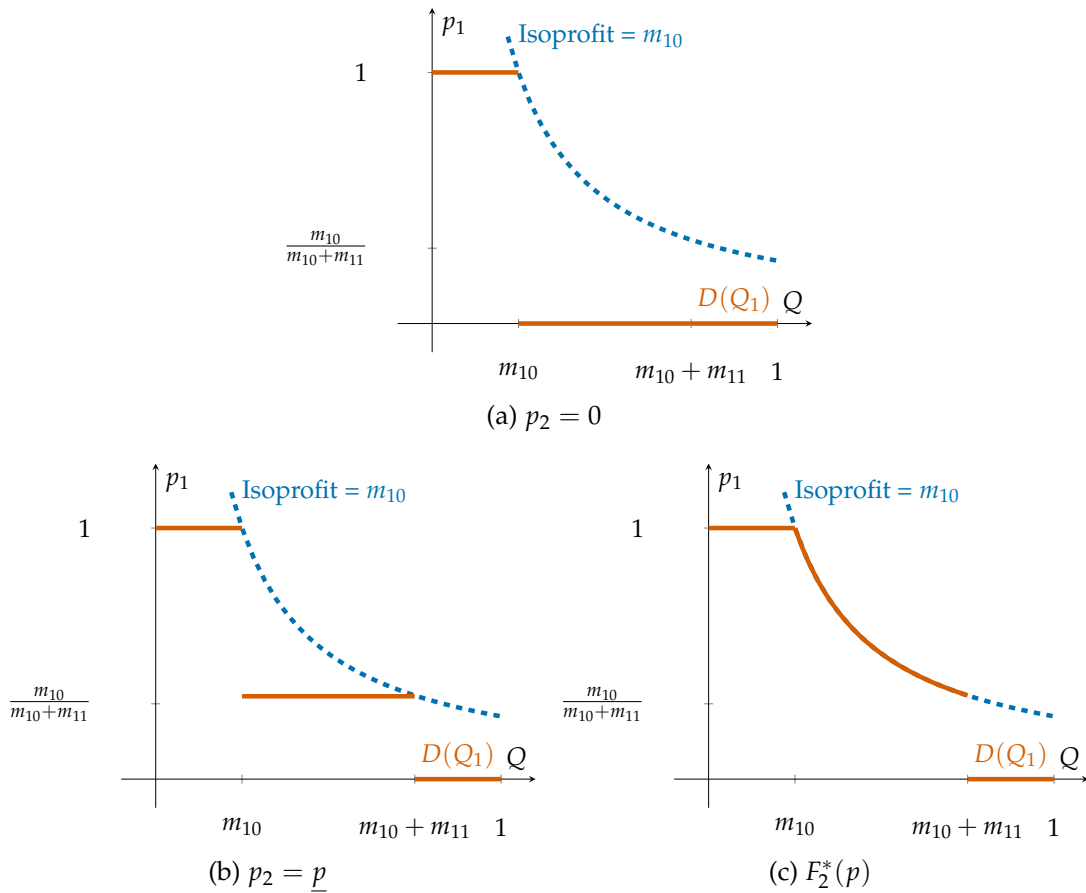 p₁
Isoprofit = m₁₀
1
m₁₀
m₁₀+m₁₁
D(Q₁) Q
m₁₀ m₁₀ + m₁₁ 1
(a) p₂ = 0
p₁
Isoprofit = m₁₀
1
m₁₀
m₁₀+m₁₁
D(Q₁) Q
m₁₀ m₁₀ + m₁₁ 1
(b) p₂ = p̲
p₁
Isoprofit = m₁₀
1
m₁₀
m₁₀+m₁₁
D(Q₁) Q
m₁₀ m₁₀ + m₁₁ 1
(c) F₂*(p)